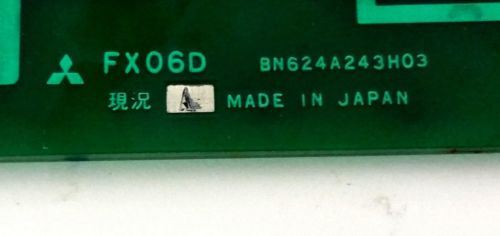 FX06D BN624A243H03
現況 A MADE IN JAPAN